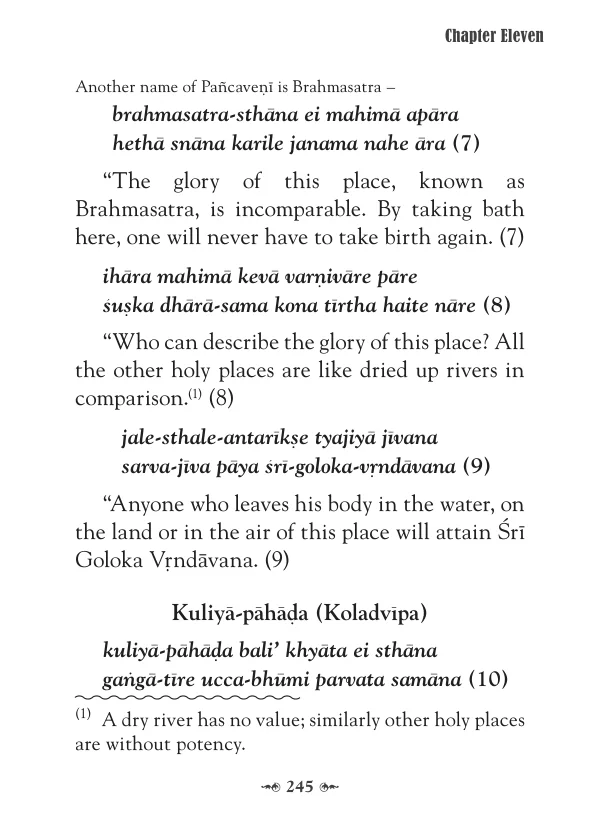 Chapter Eleven
Another name of Pañcaveṇī is Brahmasatra –
brahmasatra-sthāna ei mahimā apāra
hethā snāna karile janama nahe āra (7)
“The glory of this place, known as
Brahmasatra, is incomparable. By taking bath
here, one will never have to take birth again. (7)
ihāra mahimā kevā varṇivāre pāre
śuṣka dhārā-sama kona tīrtha haite nāre (8)
“Who can describe the glory of this place? All
the other holy places are like dried up rivers in
comparison.(1) (8)
jale-sthale-antarīkṣe tyajiyā jīvana
sarva-jīva pāya śrī-goloka-vṛndāvana (9)
“Anyone who leaves his body in the water, on
the land or in the air of this place will attain Śrī
Goloka Vṛndāvana. (9)
Kuliyā-pāhāḍa (Koladvīpa)
kuliyā-pāhāḍa bali’ khyāta ei sthāna
gaṅgā-tīre ucca-bhūmi parvata samāna (10)
(1) A dry river has no value; similarly other holy places
are without potency.
245